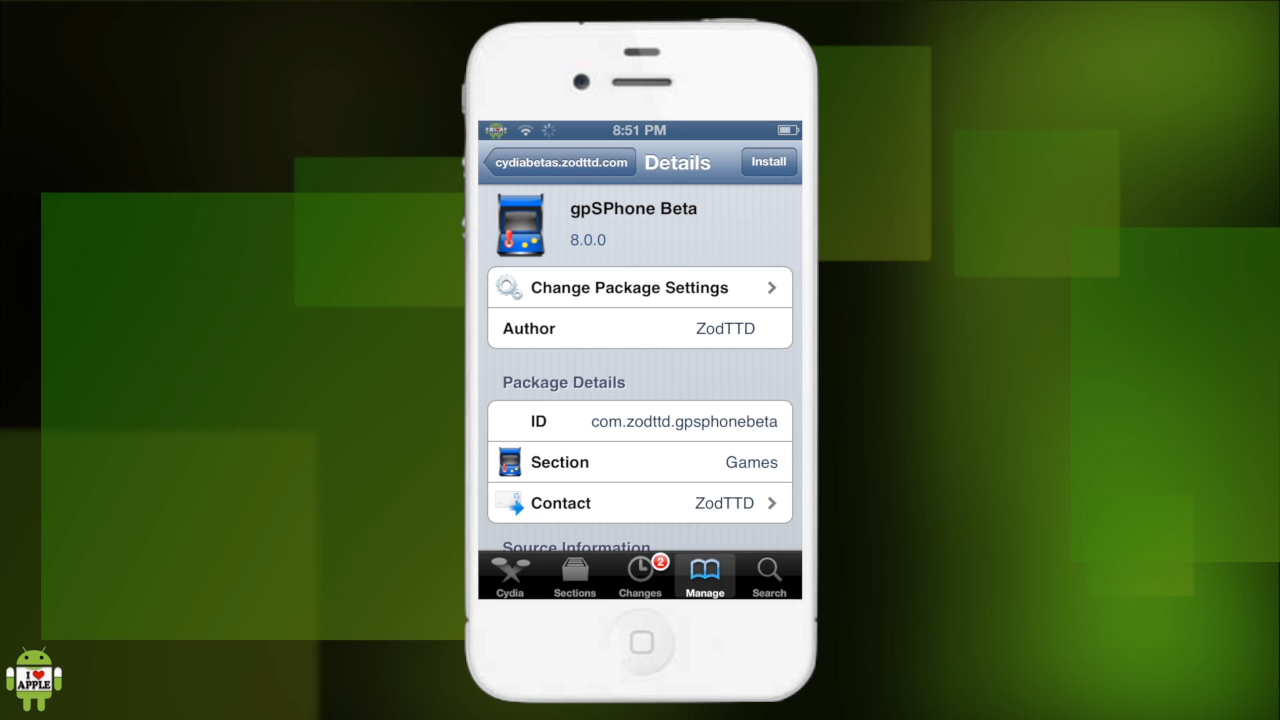 8:51 PM
cydiabetas.zodttd.com
Details
Install
gpSPhone Beta
8.0.0
Change Package Settings
Author ZodTTD
Package Details
ID com.zodttd.gpsphonebeta
Section Games
Contact ZodTTD
Source Information
2
Cydia Sections Changes Manage Search
I
APPLE